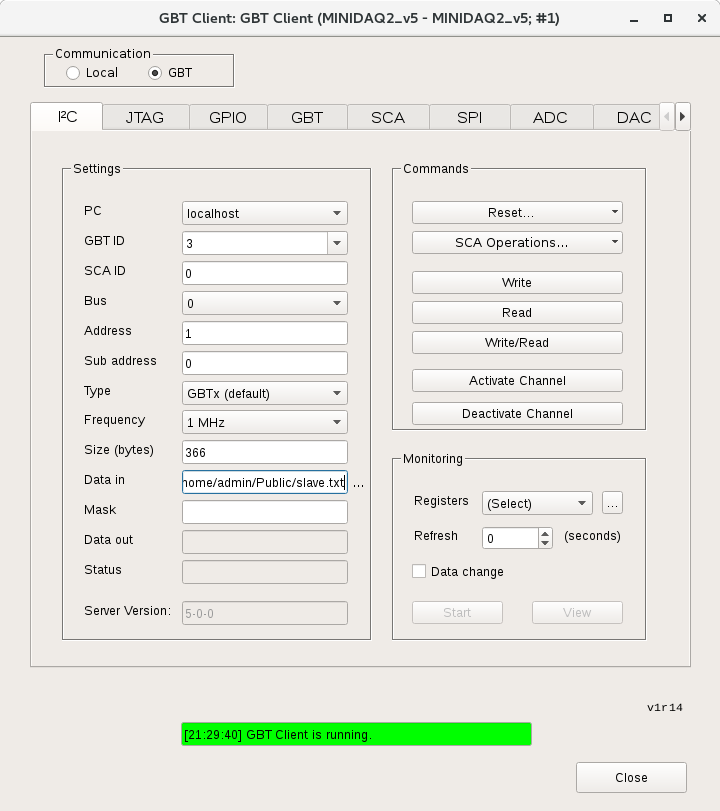 GBT Client: GBT Client (MINIDAQ2_v5 - MINIDAQ2_v5; #1)
Communication
Local GBT
I²C JTAG GPIO GBT SCA SPI ADC DAC
Settings
PC localhost
GBT ID 3
SCA ID 0
Bus 0
Address 1
Sub address 0
Type GBTx (default)
Frequency 1 MHz
Size (bytes) 366
Data in home/admin/Public/slave.txt ...
Mask
Data out
Status
Server Version: 5-0-0
Commands
Reset...
SCA Operations...
Write
Read
Write/Read
Activate Channel
Deactivate Channel
Monitoring
Registers (Select) ...
Refresh 0 (seconds)
Data change
Start View
v1r14
[21:29:40] GBT Client is running.
Close